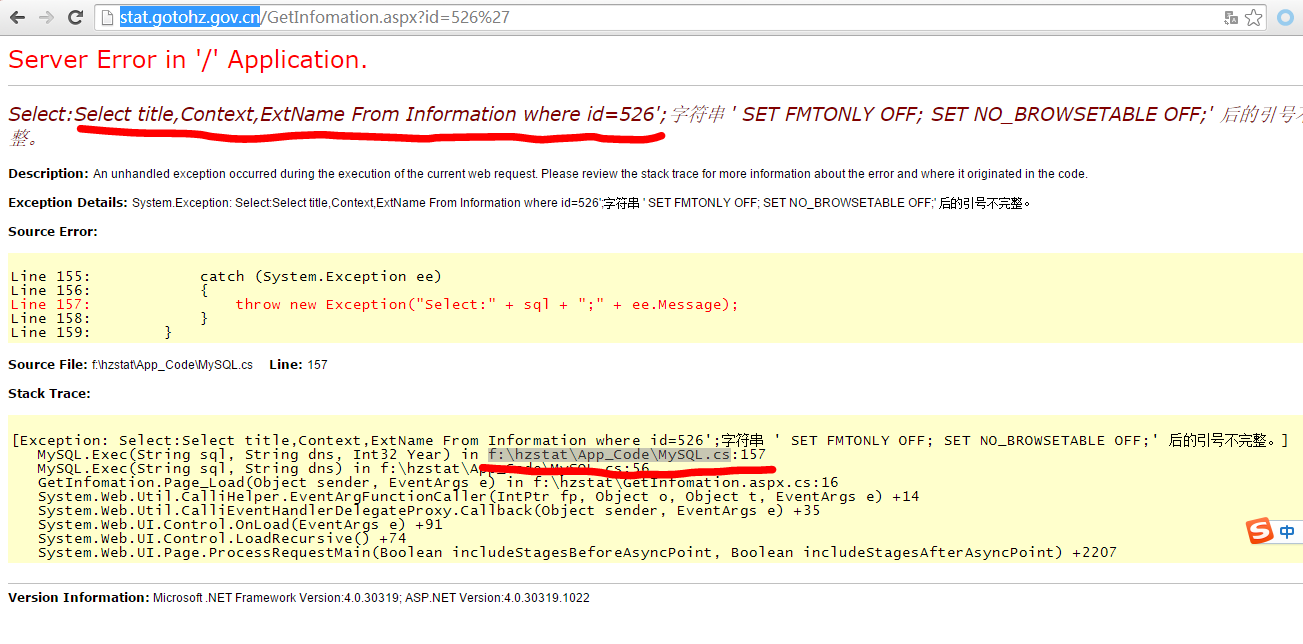 stat.gotohz.gov.cn/GetInfomation.aspx?id=526%27
Server Error in '/' Application.
Select:Select title,Context,ExtName From Information where id=526';字符串 ' SET FMTONLY OFF; SET NO_BROWSETABLE OFF;' 后的引号不
整。
Description: An unhandled exception occurred during the execution of the current web request. Please review the stack trace for more information about the error and where it originated in the code.
Exception Details: System.Exception: Select:Select title,Context,ExtName From Information where id=526';字符串 ' SET FMTONLY OFF; SET NO_BROWSETABLE OFF;' 后的引号不完整。
Source Error:
Line 155:             catch (System.Exception ee)
Line 156:             {
Line 157:                 throw new Exception("Select:" + sql + ";" + ee.Message);
Line 158:             }
Line 159:         }
Source File: f:\hzstat\App_Code\MySQL.cs    Line: 157
Stack Trace:
[Exception: Select:Select title,Context,ExtName From Information where id=526';字符串 ' SET FMTONLY OFF; SET NO_BROWSETABLE OFF;' 后的引号不完整。]
   MySQL.Exec(String sql, String dns, Int32 Year) in f:\hzstat\App_Code\MySQL.cs:157
   MySQL.Exec(String sql, String dns) in f:\hzstat\App_Code\MySQL.cs:56
   GetInfomation.Page_Load(Object sender, EventArgs e) in f:\hzstat\GetInfomation.aspx.cs:16
   System.Web.Util.CalliHelper.EventArgFunctionCaller(IntPtr fp, Object o, Object t, EventArgs e) +14
   System.Web.Util.CalliEventHandlerDelegateProxy.Callback(Object sender, EventArgs e) +35
   System.Web.UI.Control.OnLoad(EventArgs e) +91
   System.Web.UI.Control.LoadRecursive() +74
   System.Web.UI.Page.ProcessRequestMain(Boolean includeStagesBeforeAsyncPoint, Boolean includeStagesAfterAsyncPoint) +2207
S 中
Version Information: Microsoft .NET Framework Version:4.0.30319; ASP.NET Version:4.0.30319.1022